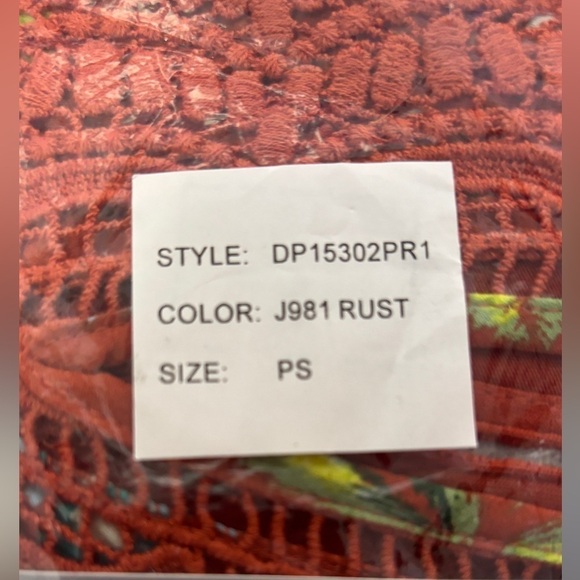 STYLE: DP15302PR1
COLOR: J981 RUST
SIZE: PS